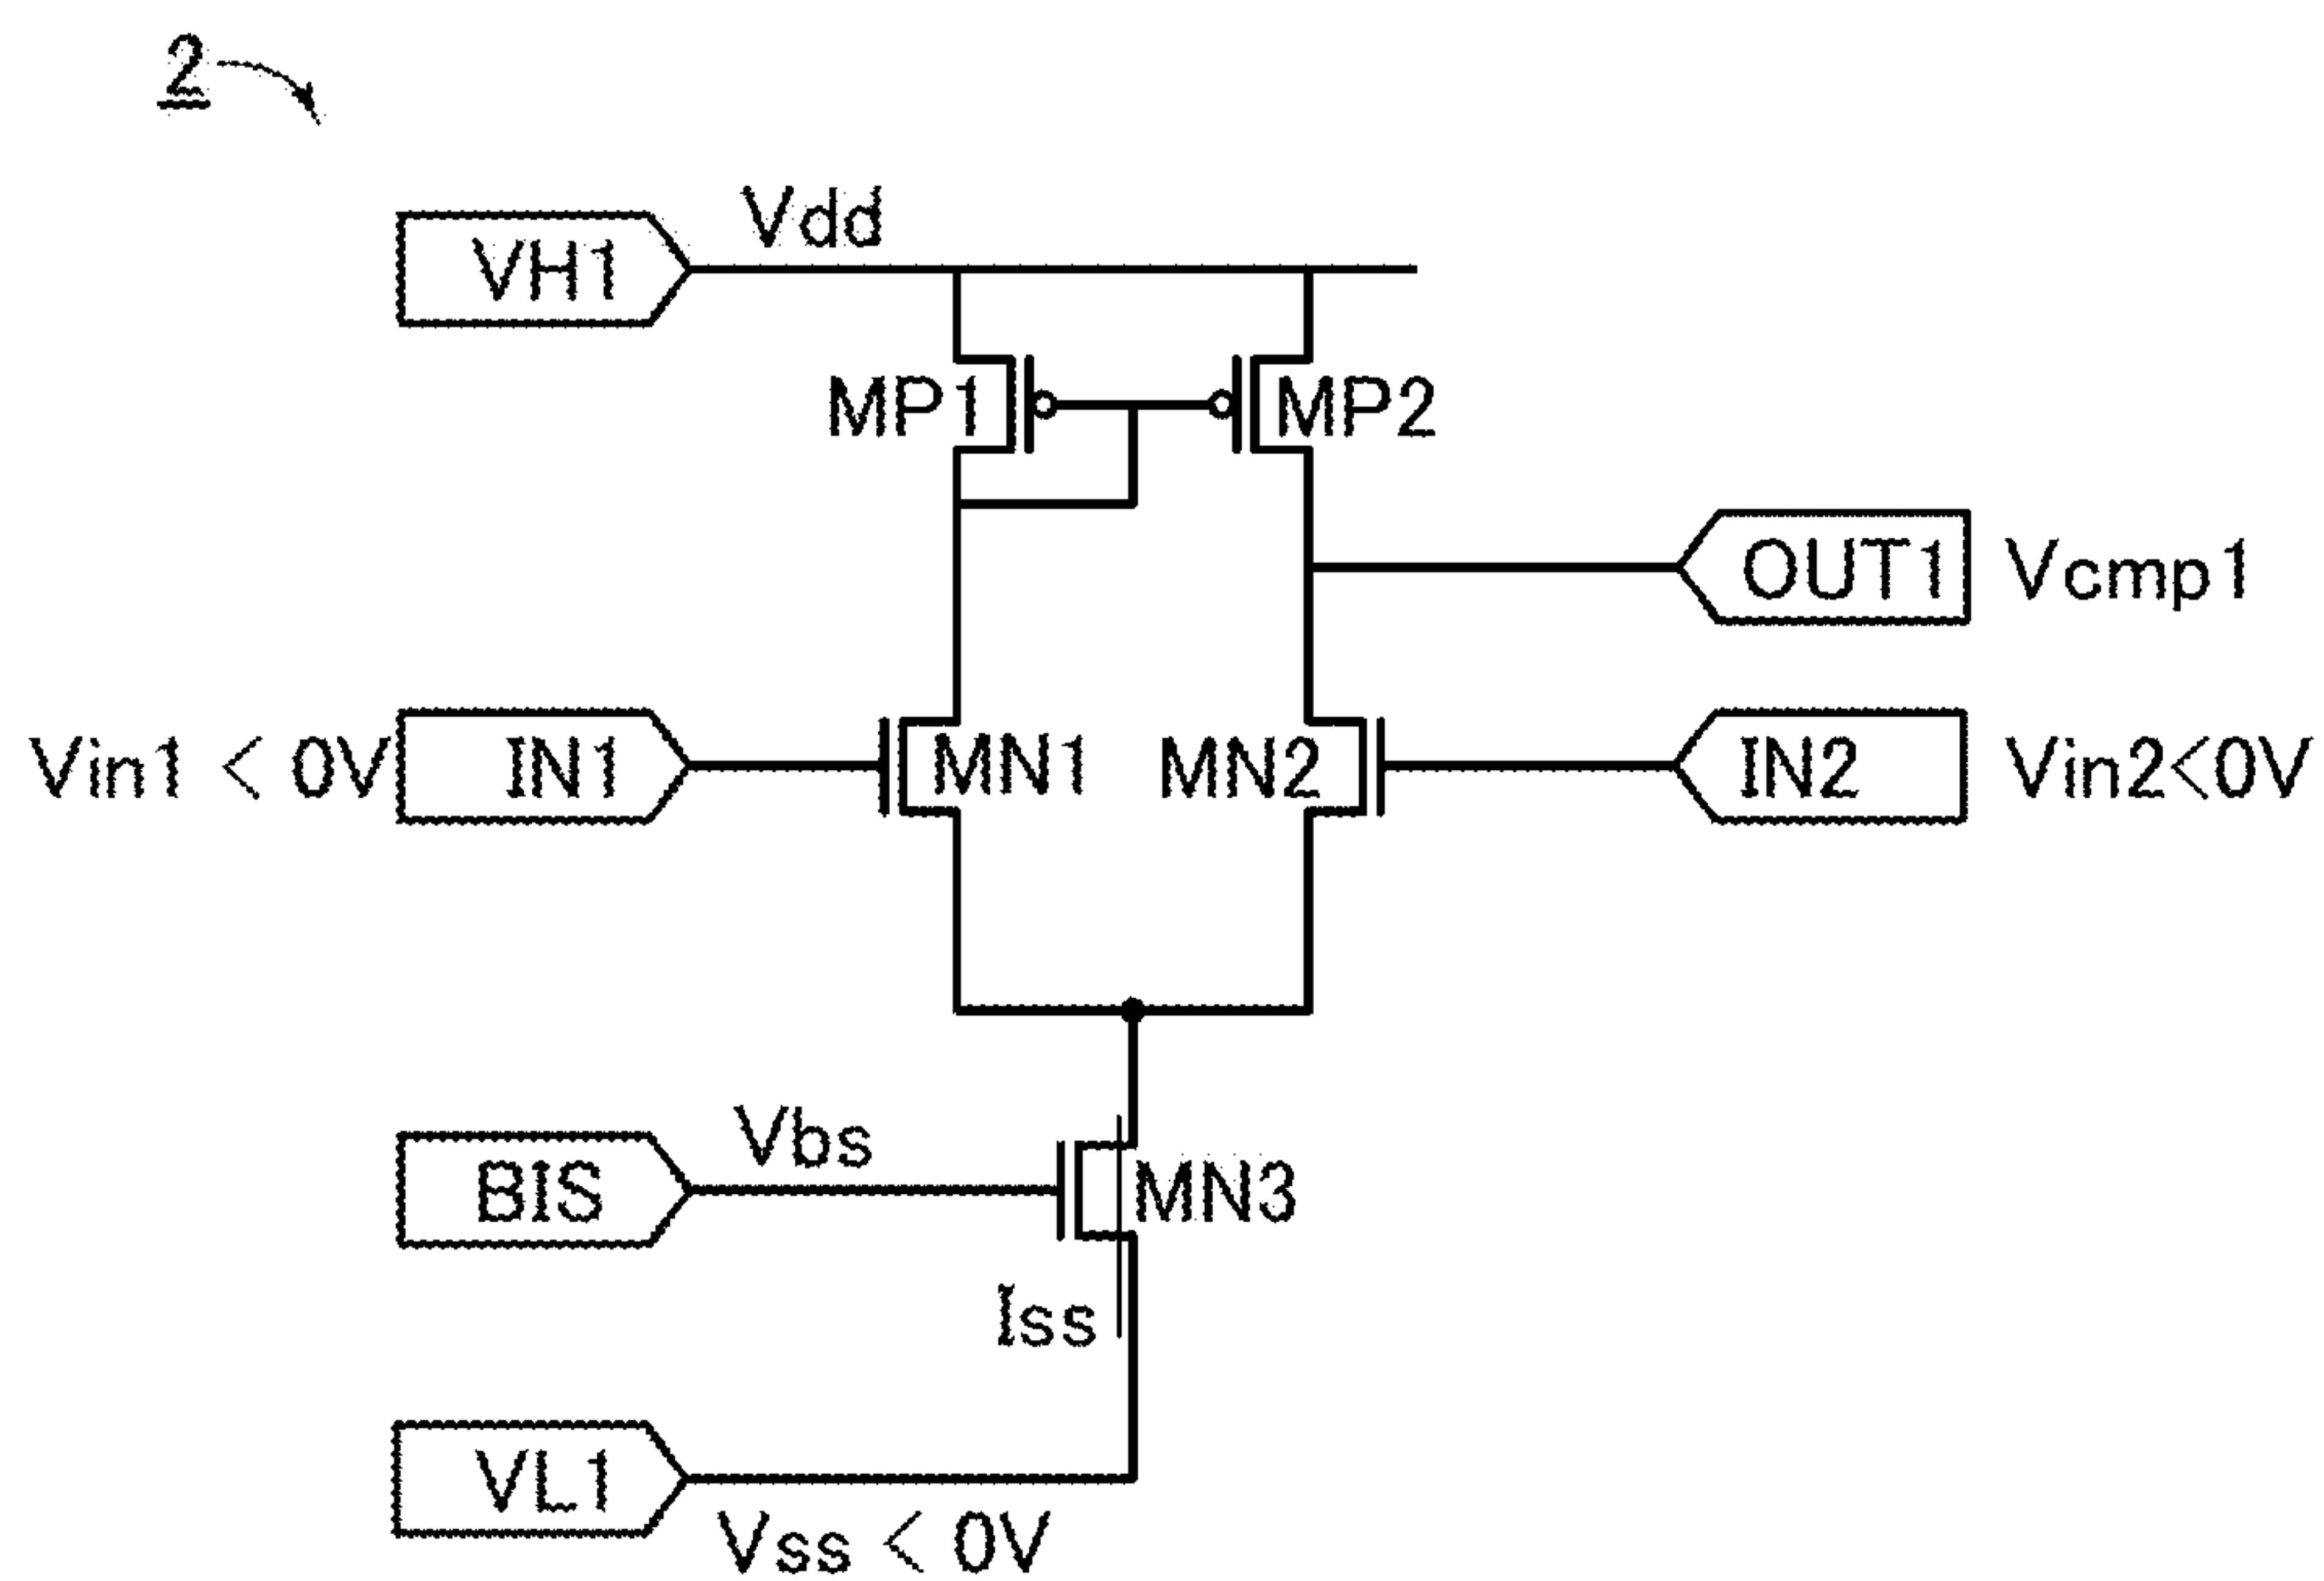 2
Vdd
VH1
MP1 MP2
OUT1 Vcmp1
Vin1 < 0V IN1 MN1 MN2 IN2 Vin2<0V
Vbs
BIS MN3
Iss
VL1
Vss < 0V